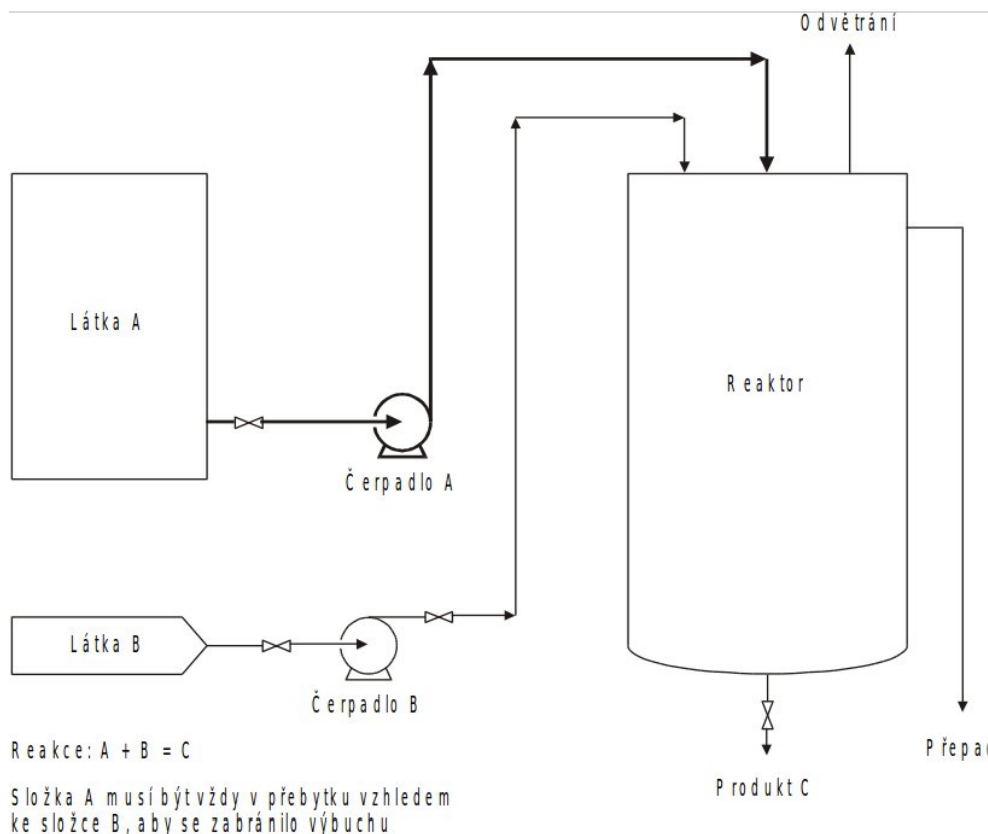 Odvětrání
Látka A
Reaktor
Čerpadlo A
Látka B
Čerpadlo B
Reakce: A + B = C
Přepad
Produkt C
Složka A musí být vždy v přebytku vzhledem
ke složce B, aby se zabránilo výbuchu